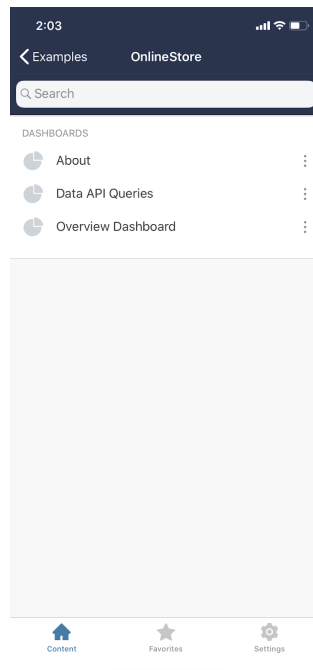 2:03
Examples
OnlineStore
Search
DASHBOARDS
About
Data API Queries
Overview Dashboard
Content
Favorites
Settings